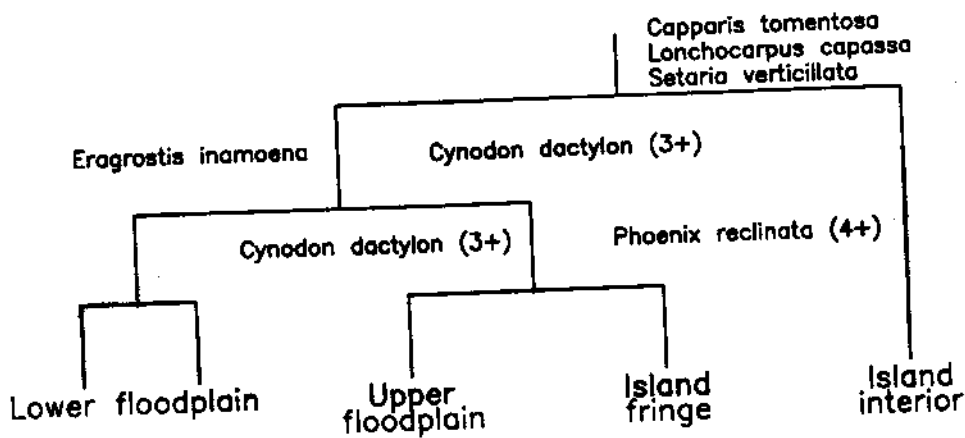 Capparis tomentosa
Lonchocarpus capassa
Setaria verticillata
Eragrostis inamoena
Cynodon dactylon (3+)
Cynodon dactylon (3+)
Phoenix reclinata (4+)
Lower floodplain
Upper
floodplain
Island
fringe
Island
interior